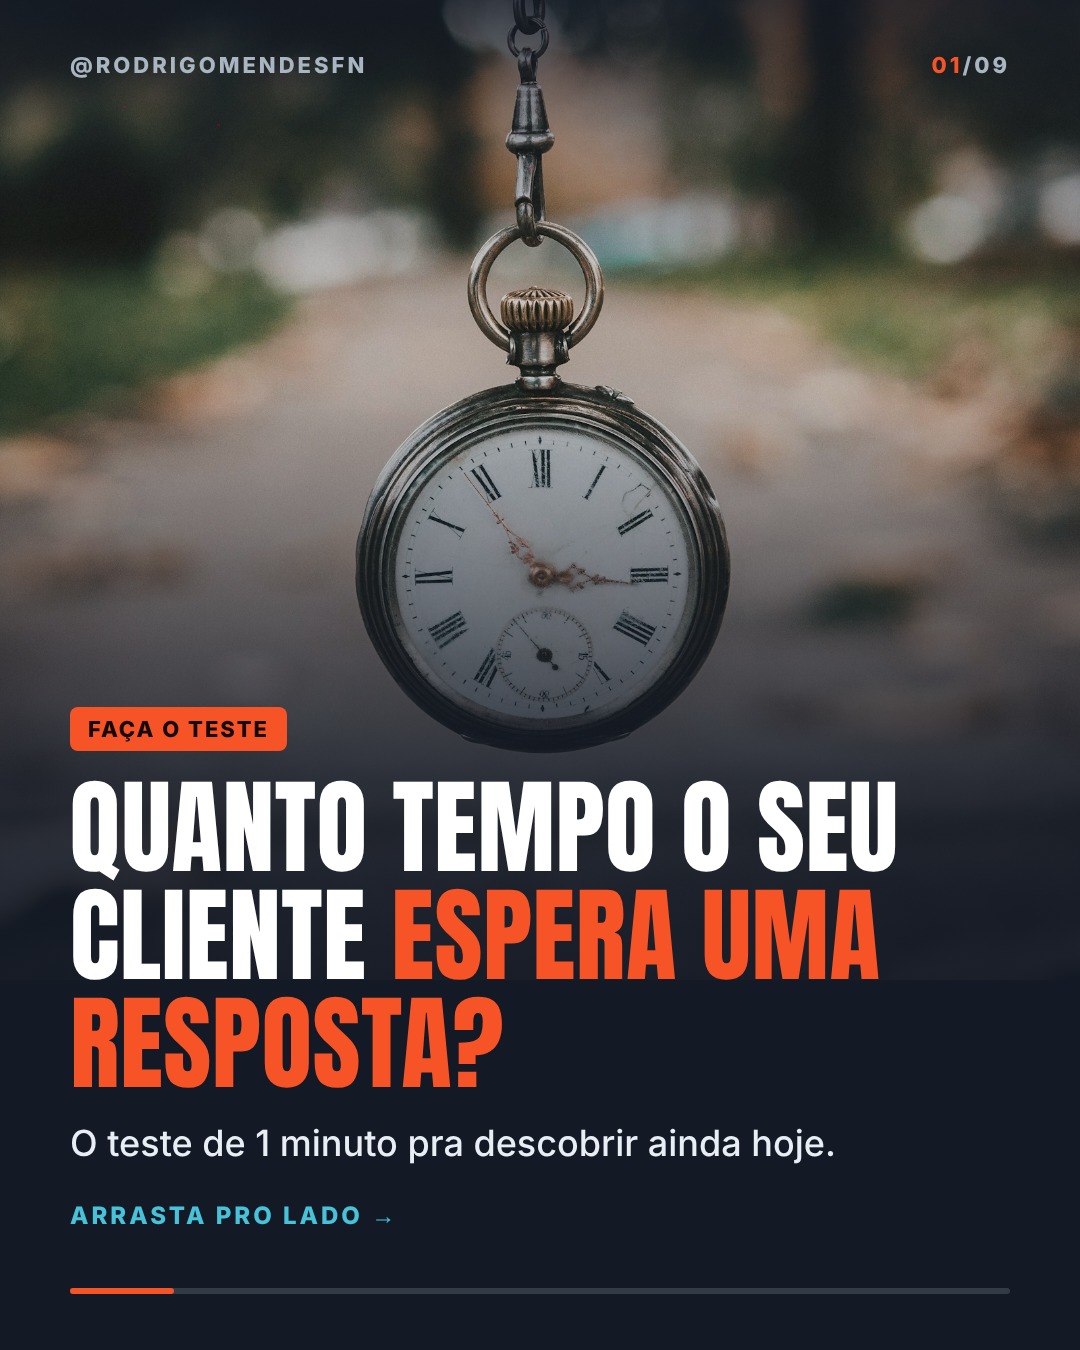 @RODRIGOMENDESFN
01/09
FAÇA O TESTE
QUANTO TEMPO O SEU
CLIENTE ESPERA UMA
RESPOSTA?
O teste de 1 minuto pra descobrir ainda hoje.
ARRASTA PRO LADO →